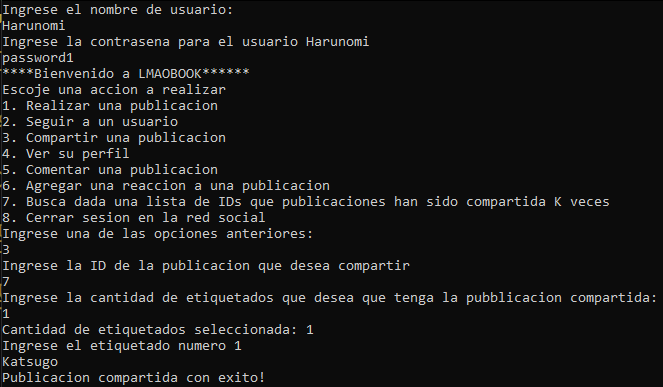 Ingrese el nombre de usuario:
Harunomi
Ingrese la contrasena para el usuario Harunomi
password1
****Bienvenido a LMAOBOOK******
Escoje una accion a realizar
1. Realizar una publicacion
2. Seguir a un usuario
3. Compartir una publicacion
4. Ver su perfil
5. Comentar una publicacion
6. Agregar una reaccion a una publicacion
7. Busca dada una lista de IDs que publicaciones han sido compartida K veces
8. Cerrar sesion en la red social
Ingrese una de las opciones anteriores:
3
Ingrese la ID de la publicacion que desea compartir
7
Ingrese la cantidad de etiquetados que desea que tenga la pubblicacion compartida:
1
Cantidad de etiquetados seleccionada: 1
Ingrese el etiquetado numero 1
Katsugo
Publicacion compartida con exito!